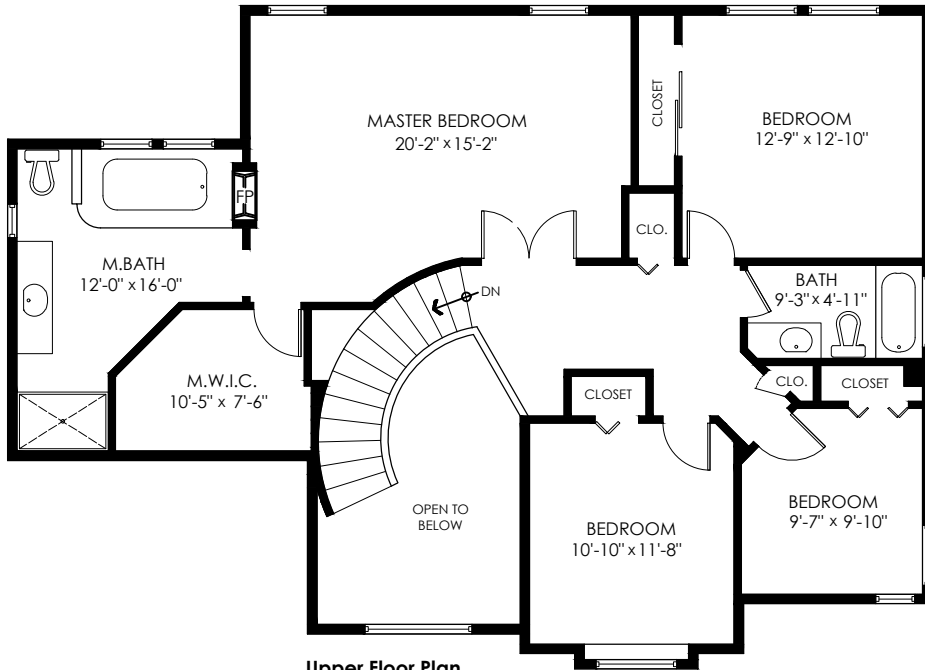 MASTER BEDROOM
20'-2" x 15'-2"
CLOSET
BEDROOM
12'-9" x 12'-10"
FP
CLO.
M.BATH
12'-0" x 16'-0"
DN
BATH
9'-3" x 4'-11"
M.W.I.C.
10'-5" x 7'-6"
CLOSET
CLO.
CLOSET
OPEN TO
BELOW
BEDROOM
10'-10" x 11'-8"
BEDROOM
9'-7" x 9'-10"
Upper Floor Plan